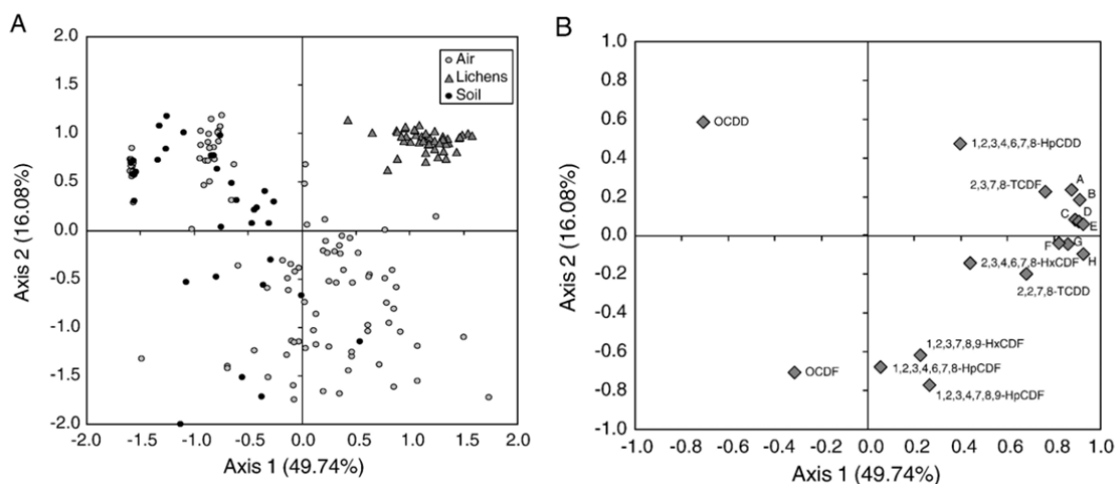 A
2.0
1.5
1.0
0.5
0.0
-0.5
-1.0
-1.5
-2.0
Axis 2 (16.08%)
Air
Lichens
Soil
-1.5 -1.0 -0.5 0.0 0.5 1.0 1.5 2.0
Axis 1 (49.74%)
B
1.0
0.8
0.6
0.4
0.2
0.0
-0.2
-0.4
-0.6
-0.8
-1.0
Axis 2 (16.08%)
OCDD
1,2,3,4,6,7,8-HpCDD
2,3,7,8-TCDF
A
B
C
D
E
F
G
H
2,3,4,6,7,8-HxCDF
2,2,7,8-TCDD
1,2,3,7,8,9-HxCDF
1,2,3,4,6,7,8-HpCDF
OCDF
1,2,3,4,7,8,9-HpCDF
-1.0 -0.8 -0.6 -0.4 -0.2 0.0 0.2 0.4 0.6 0.8 1.0
Axis 1 (49.74%)